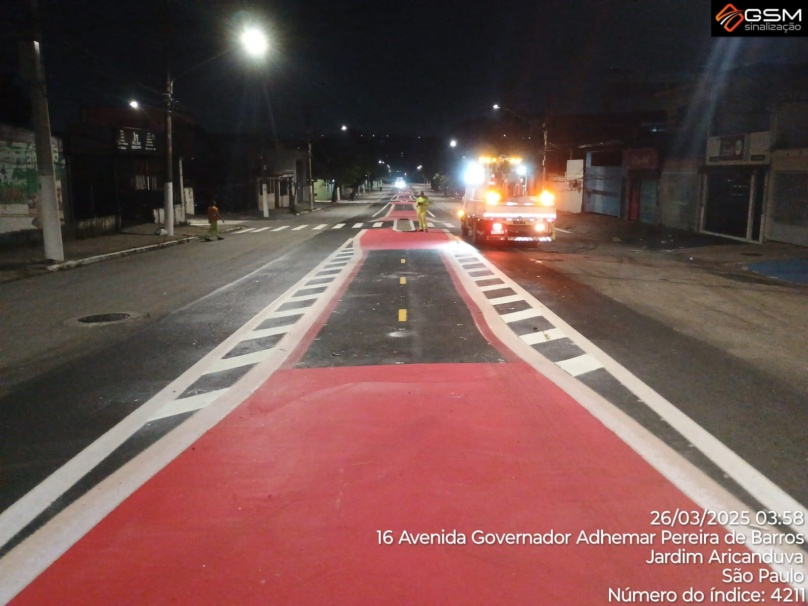 GSM
sinalização
26/03/2025 03:58
16 Avenida Governador Adhemar Pereira de Barros
Jardim Aricanduva
São Paulo
Número do índice: 4211